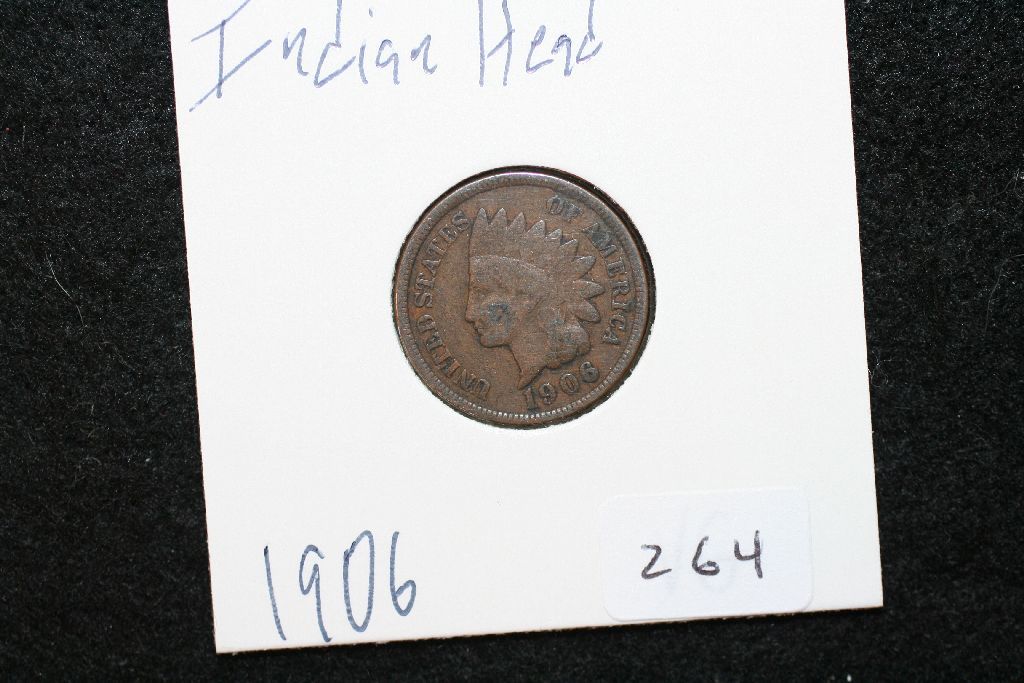 Indian Head
UNITED STATES OF AMERICA
1906
1906
264